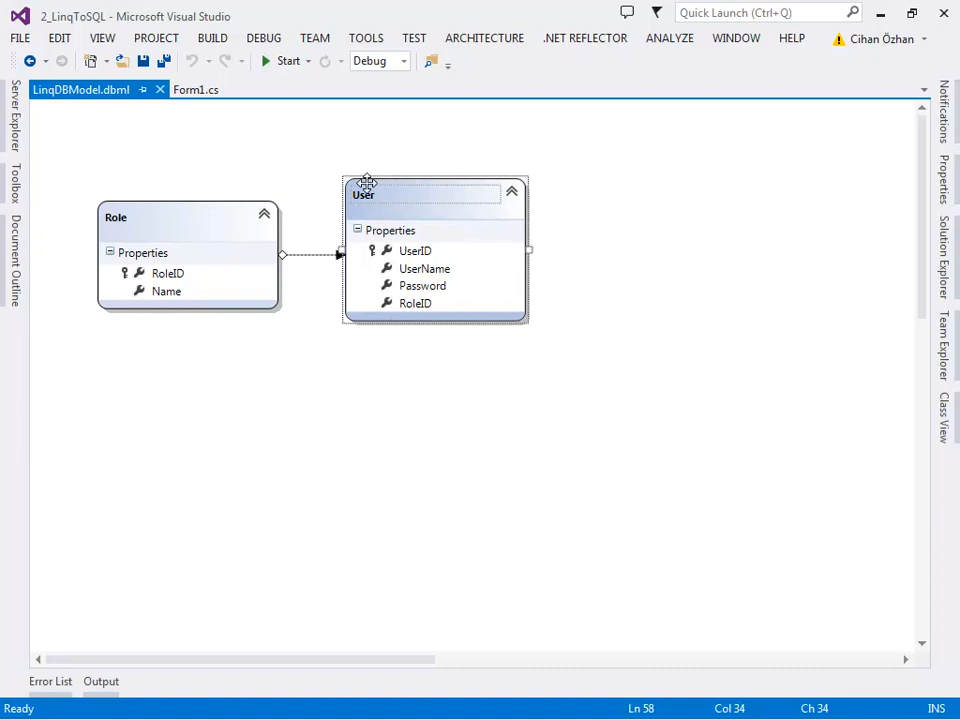 2_LinqToSQL - Microsoft Visual Studio
Quick Launch (Ctrl+Q)
FILE EDIT VIEW PROJECT BUILD DEBUG TEAM TOOLS TEST ARCHITECTURE .NET REFLECTOR ANALYZE WINDOW HELP Cihan Özhan
Start Debug
LinqDBModel.dbml Form1.cs
Server Explorer
Toolbox
Document Outline
Role
Properties
RoleID
Name
User
Properties
UserID
UserName
Password
RoleID
Notifications
Properties
Solution Explorer
Team Explorer
Class View
Error List Output
Ready Ln 58 Col 34 Ch 34 INS